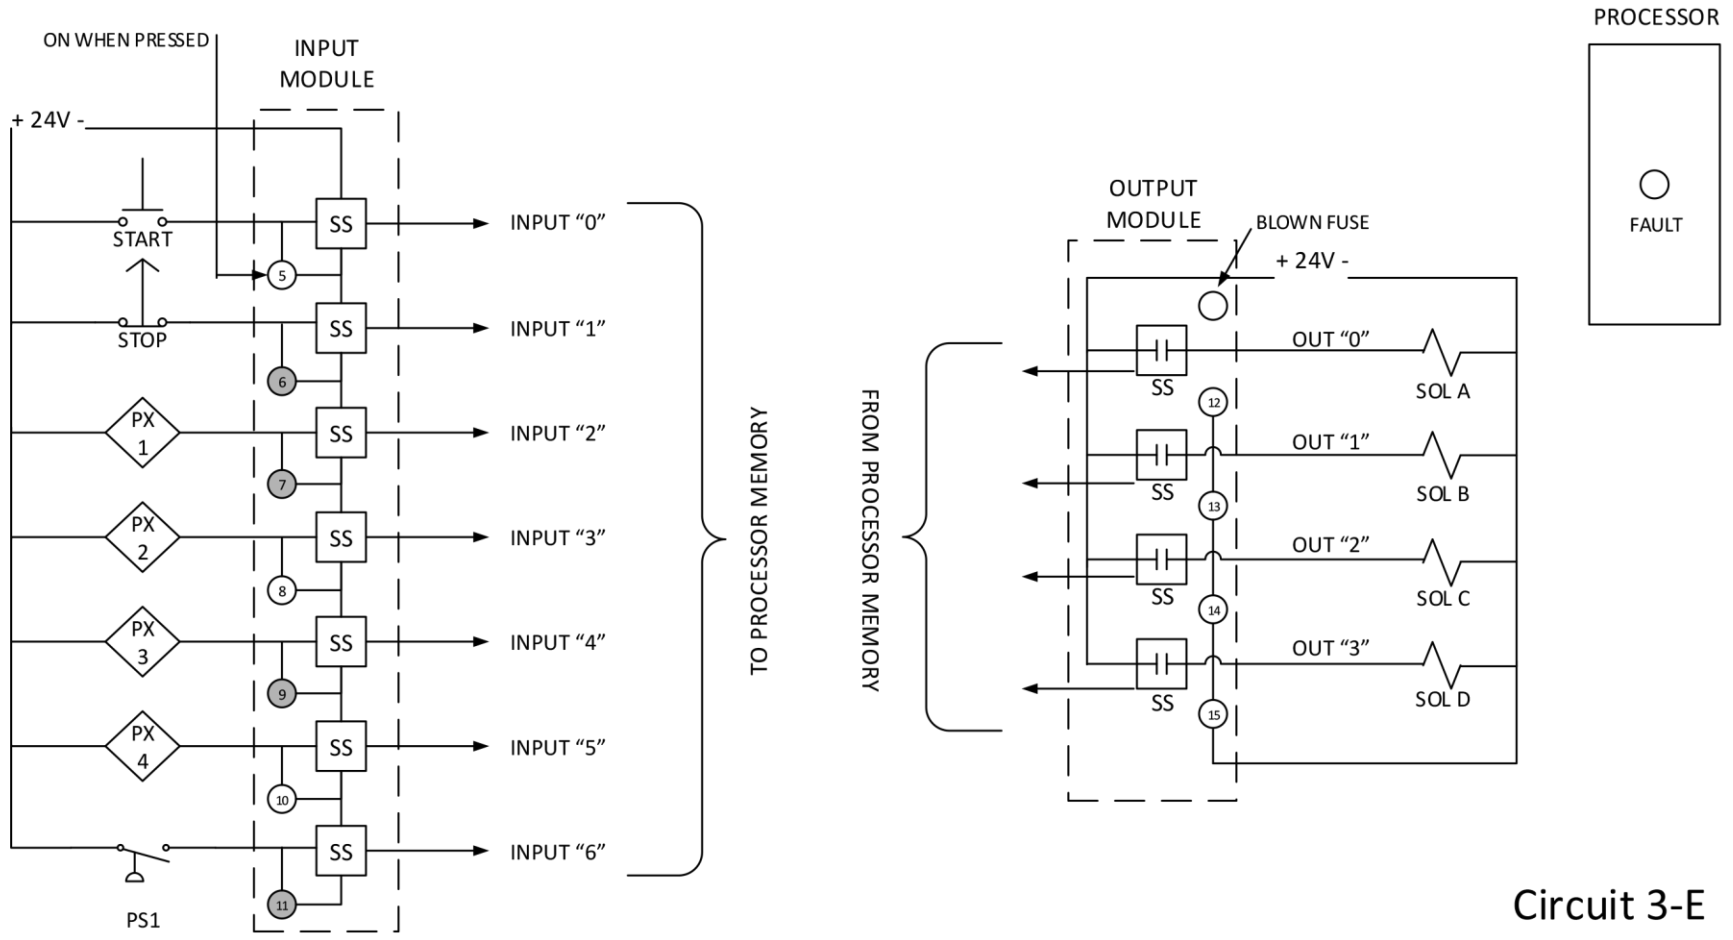 PROCESSOR
FAULT
ON WHEN PRESSED
INPUT
MODULE
+ 24V -
START
SS
INPUT “0”
5
STOP
SS
INPUT “1”
6
PX
1
SS
INPUT “2”
7
PX
2
SS
INPUT “3”
8
PX
3
SS
INPUT “4”
9
PX
4
SS
INPUT “5”
10
PS1
SS
INPUT “6”
11
TO PROCESSOR MEMORY
FROM PROCESSOR MEMORY
OUTPUT
MODULE
BLOWN FUSE
+ 24V -
OUT “0”
SS
SOL A
12
OUT “1”
SS
SOL B
13
OUT “2”
SS
SOL C
14
OUT “3”
SS
SOL D
15
Circuit 3-E